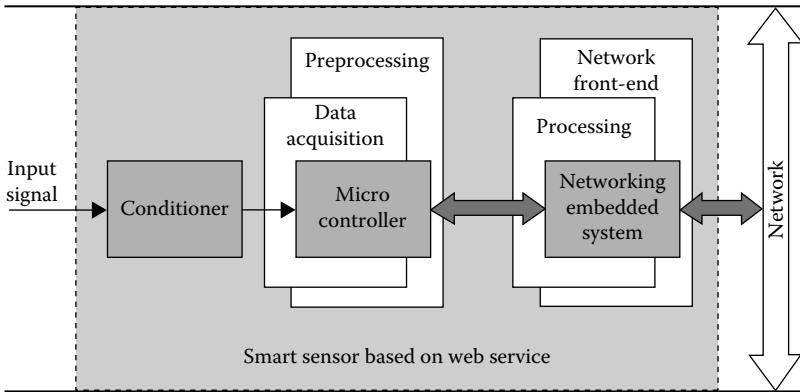 Preprocessing
Data
acquisition
Micro
controller
Network
front-end
Processing
Networking
embedded
system
Input
signal
Conditioner
Network
Smart sensor based on web service